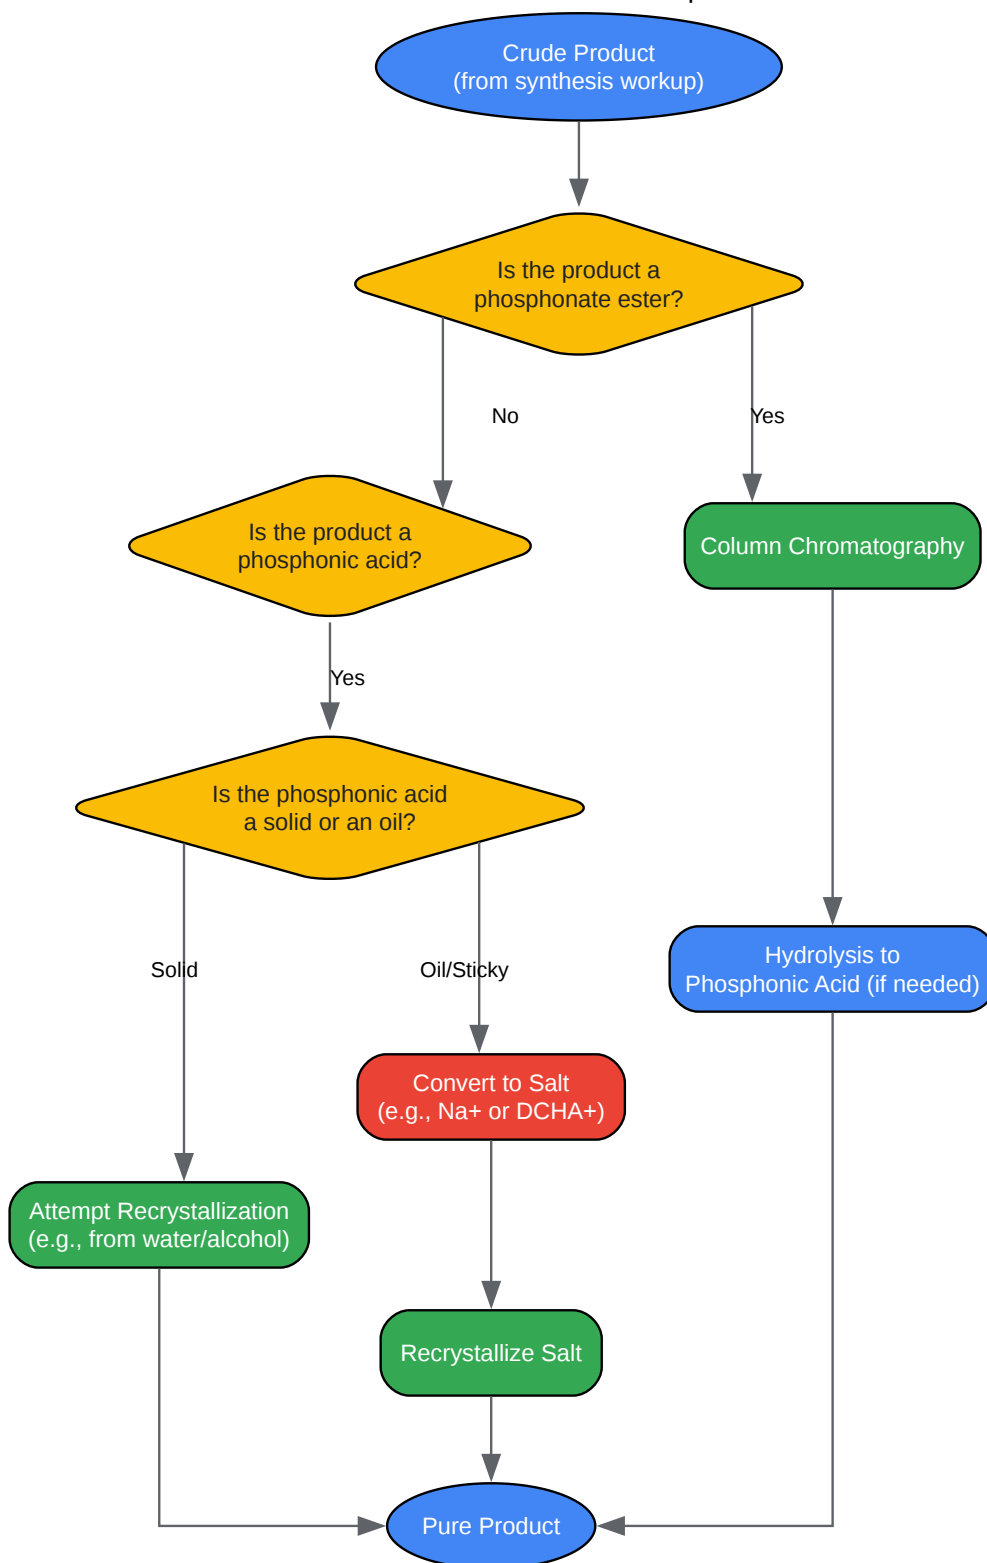 Crude Product
(from synthesis workup)
Is the product a
phosphonate ester?
No
Yes
Is the product a
phosphonic acid?
Column Chromatography
Yes
Is the phosphonic acid
a solid or an oil?
Solid
Oil/Sticky
Hydrolysis to
Phosphonic Acid (if needed)
Convert to Salt
(e.g., Na+ or DCHA+)
Attempt Recrystallization
(e.g., from water/alcohol)
Recrystallize Salt
Pure Product